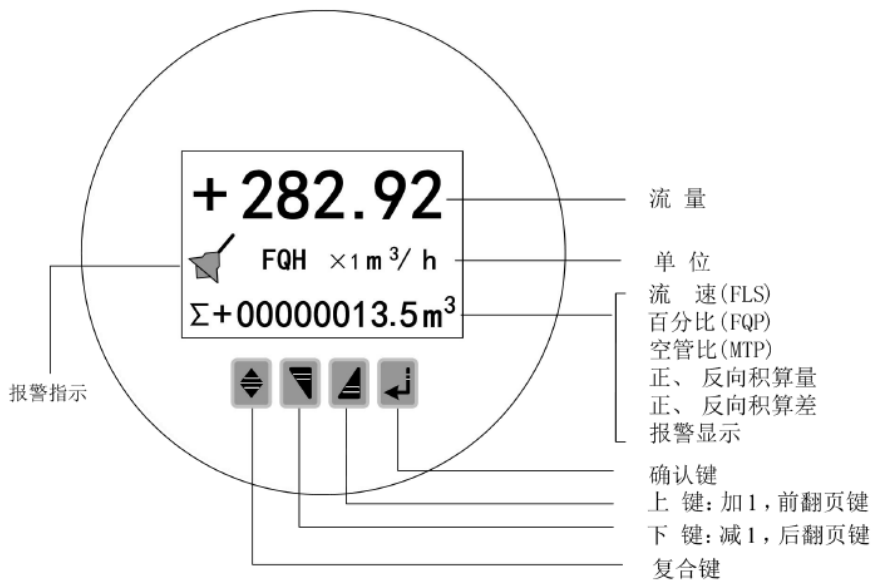 +282.92
FQH ×1m³/h
Σ+00000013.5m³
报警指示
流 量
单 位
流 速(FLS)
百分比(FQP)
空管比(MTP)
正、反向积算量
正、反向积算差
报警显示
确认键
上 键:加1,前翻页键
下 键:减1,后翻页键
复合键